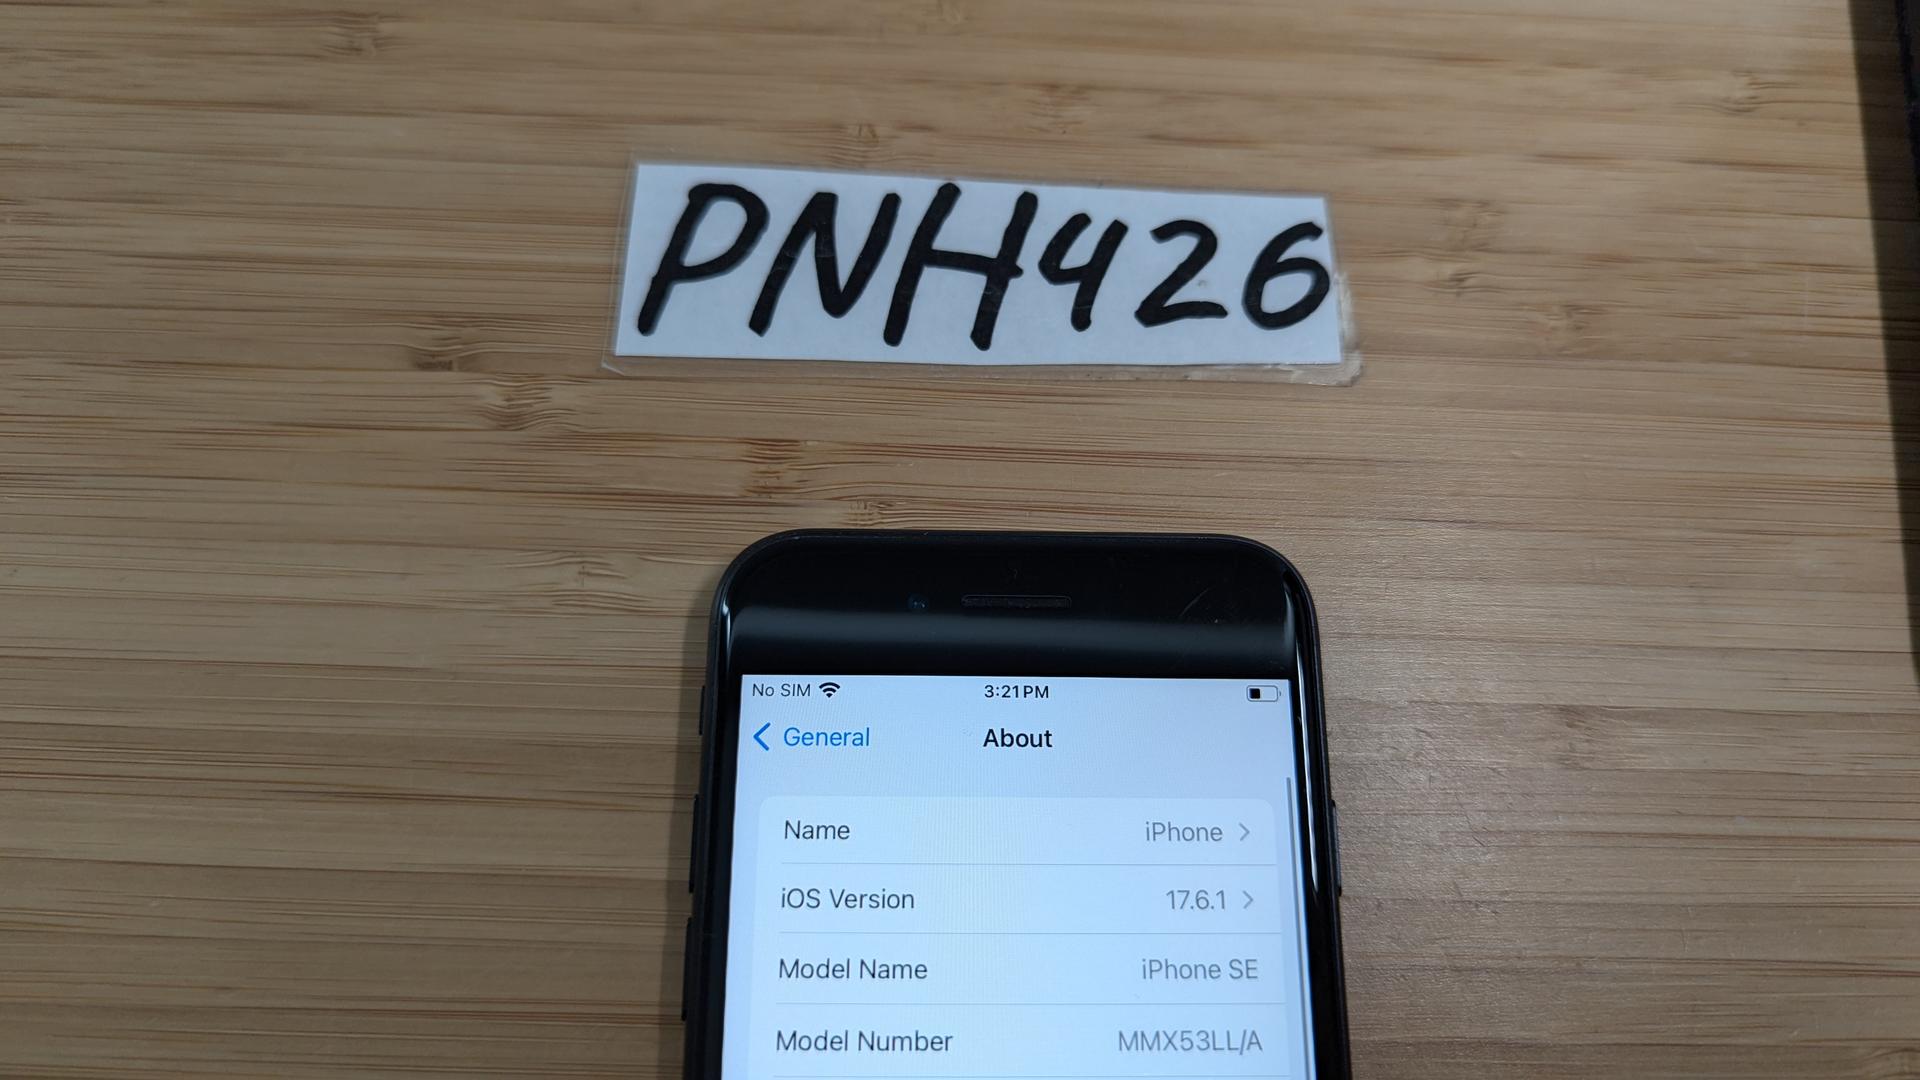 PNH426
No SIM 3:21 PM
General About
Name iPhone
iOS Version 17.6.1
Model Name iPhone SE
Model Number MMX53LL/A